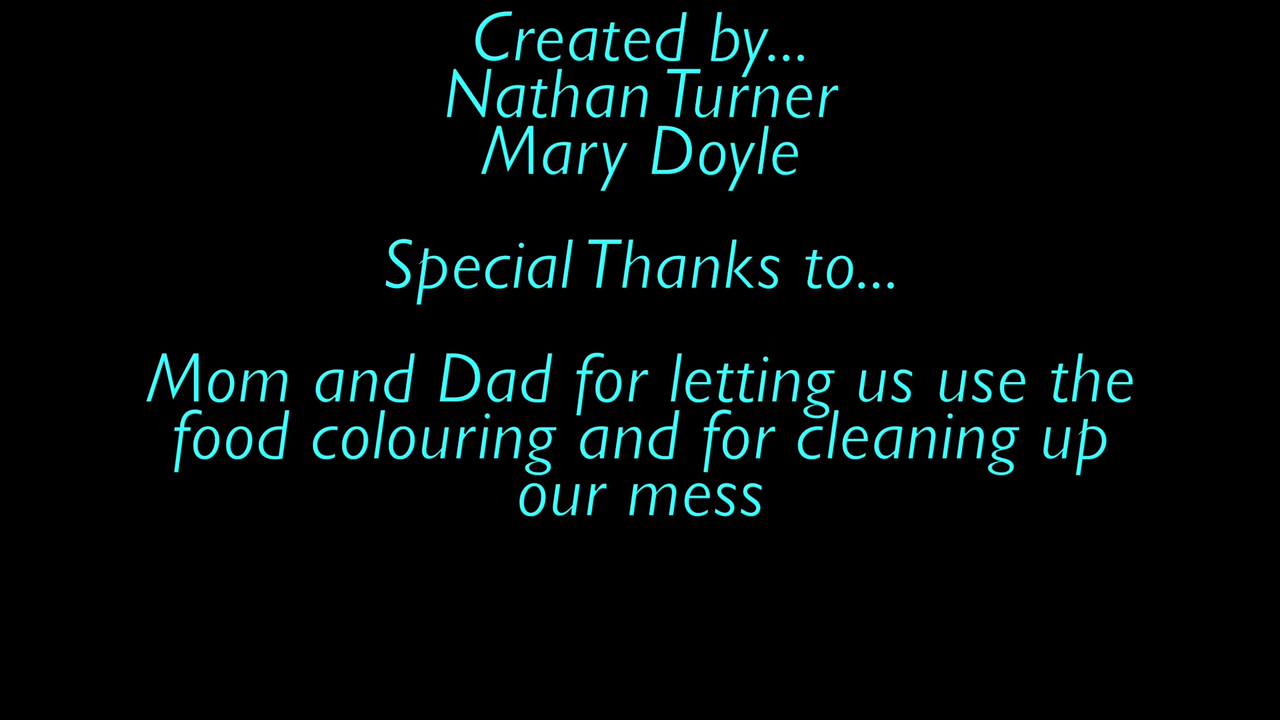 Created by...
Nathan Turner
Mary Doyle
Special Thanks to...
Mom and Dad for letting us use the
food colouring and for cleaning up
our mess